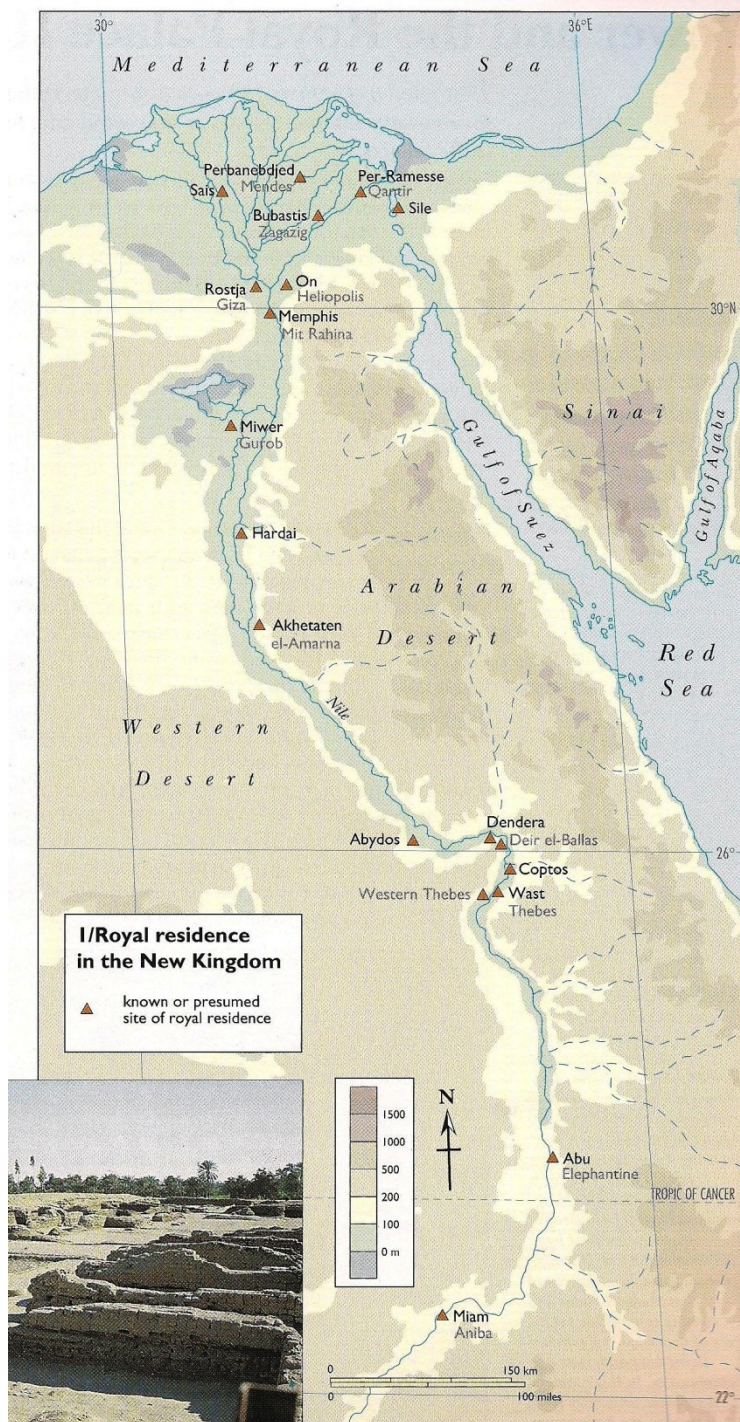 30°
36°E
Mediterranean Sea
Perbanebdjed
Mendes
Sais
Per-Ramesse
Qantir
Bubastis
Zagazig
Sile
Rostja
Giza
On
Heliopolis
30°N
Memphis
Mit Rahina
Sinai
Miwer
Gurob
Gulf of Suez
Gulf of Aqaba
Hardai
Arabian
Desert
Akhetaten
el-Amarna
Red
Sea
Nile
Western
Desert
Dendera
Abydos
Deir el-Ballas
26°
Coptos
Western Thebes
Wast
Thebes
1/Royal residence
in the New Kingdom
known or presumed
site of royal residence
N
1500
1000
500
200
100
0 m
Abu
Elephantine
TROPIC OF CANCER
Miam
Aniba
0 150 km
0 100 miles
22°